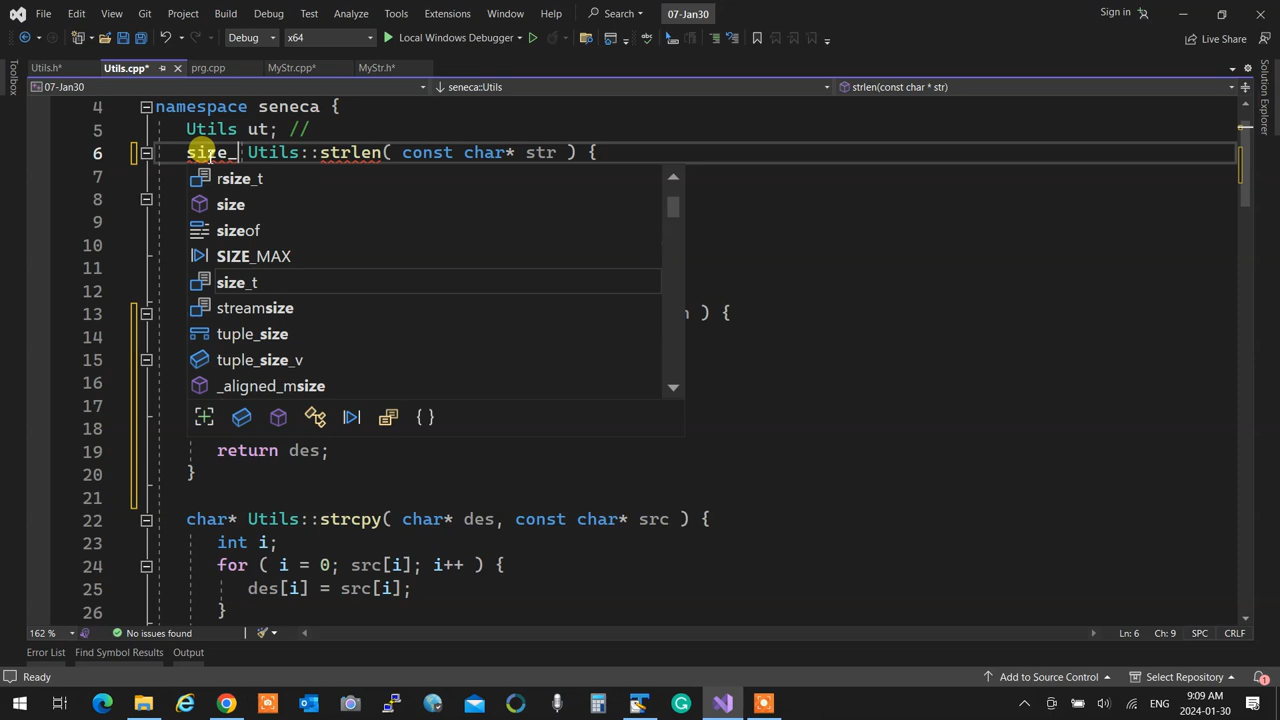 File Edit View Git Project Build Debug Test Analyze Tools Extensions Window Help Search 07-Jan30 Sign in
Debug x64 Local Windows Debugger Live Share
Toolbox
Solution Explorer
Utils.h* Utils.cpp* prg.cpp MyStr.cpp* MyStr.h*
07-Jan30 seneca::Utils strlen(const char * str)
4 namespace seneca {
5 Utils ut; //
6 size_ Utils::strlen( const char* str ) {
7 rsize_t
8 size
9 sizeof
10 SIZE_MAX
11 size_t
12 streamsize
13 ) {
14 tuple_size
15 tuple_size_v
16 _aligned_msize
17
18 { }
19 return des;
20 }
21
22 char* Utils::strcpy( char* des, const char* src ) {
23 int i;
24 for ( i = 0; src[i]; i++ ) {
25 des[i] = src[i];
26 }
162 % No issues found Ln: 6 Ch: 9 SPC CRLF
Error List Find Symbol Results Output
Ready Add to Source Control Select Repository 1
ENG 9:09 AM
2024-01-30